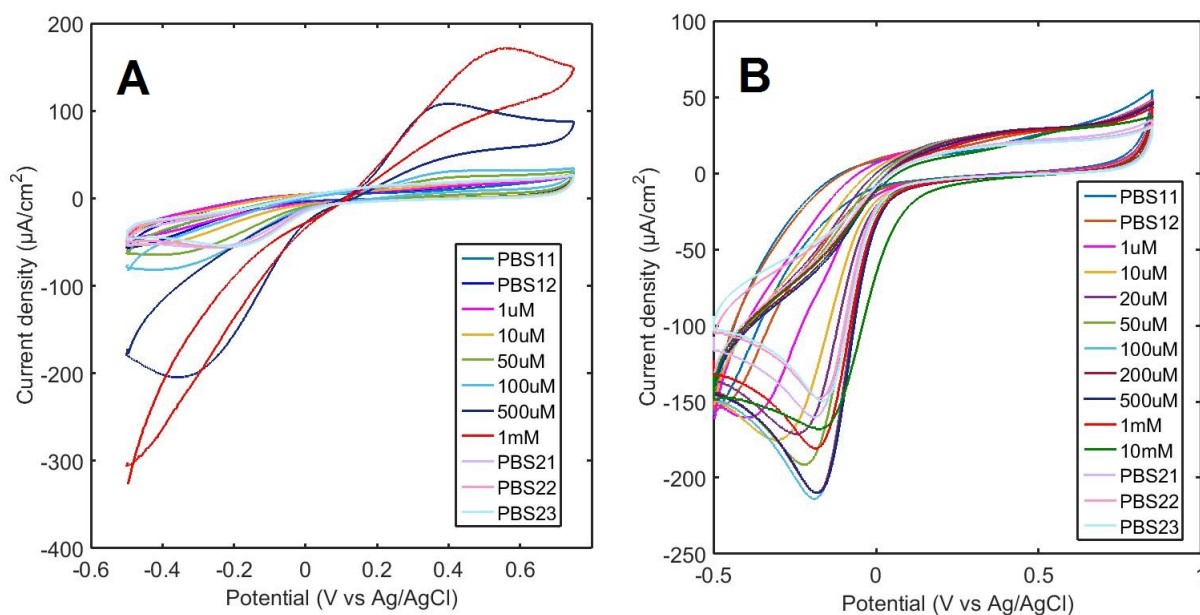 A
Current density (μA/cm²)
200
100
0
-100
-200
-300
-400
-0.6
-0.4
-0.2
0
0.2
0.4
0.6
Potential (V vs Ag/AgCl)
PBS11
PBS12
1uM
10uM
50uM
100uM
500uM
1mM
PBS21
PBS22
PBS23
B
Current density (μA/cm²)
100
50
0
-50
-100
-150
-200
-250
-0.5
0
0.5
1
Potential (V vs Ag/AgCl)
PBS11
PBS12
1uM
10uM
20uM
50uM
100uM
200uM
500uM
1mM
10mM
PBS21
PBS22
PBS23